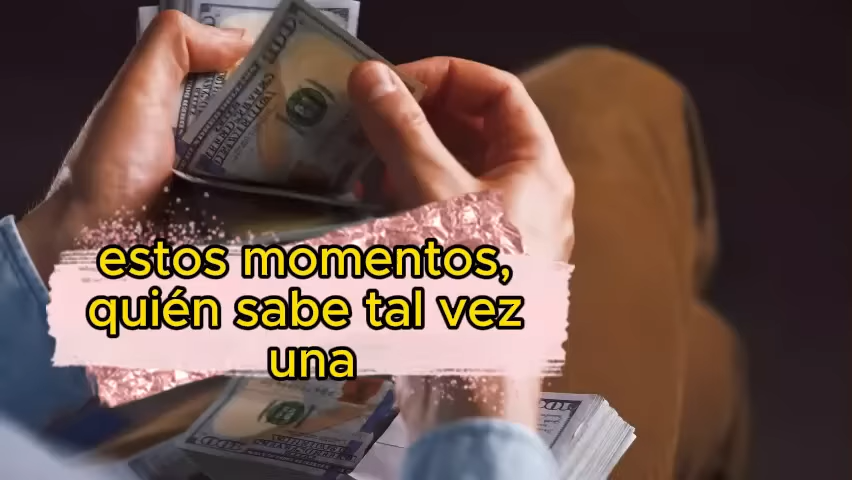 estos momentos,
quién sabe tal vez
una